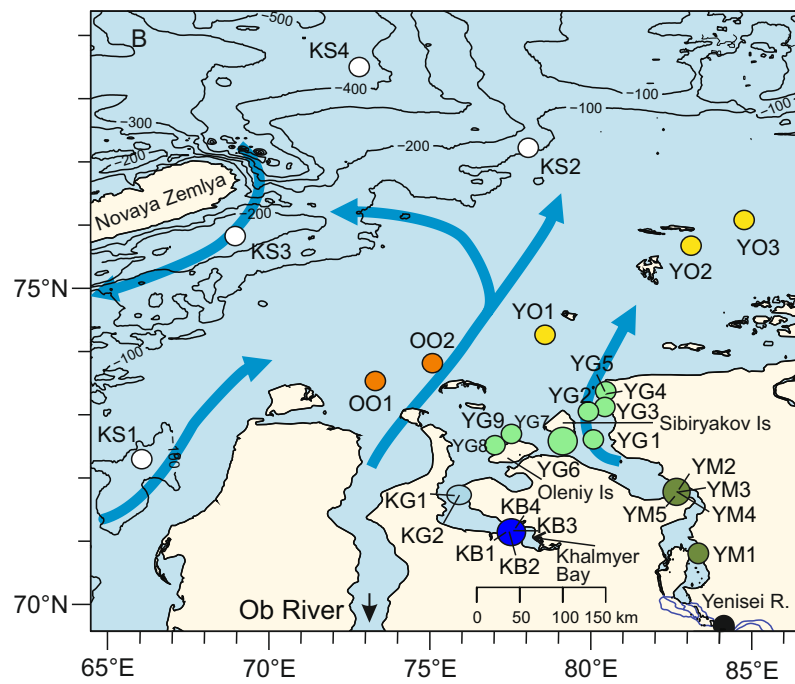 B
−500
KS4
−400
−100
−100
−100
−300
−200
−200
KS2
Novaya Zemlya
−200
KS3
YO3
YO2
75°N
YO1
−100
OO2
YG5
OO1
YG2
YG4
YG9
YG7
YG3
Sibiryakov Is
KS1
YG8
YG1
−100
YG6
YM2
Oleniy Is
YM3
KG1
YM5
YM4
KG2
KB4
KB3
KB1
KB2
Khalmyer
Bay
YM1
70°N
Ob River
0
50
100
150 km
Yenisei R.
65°E
70°E
75°E
80°E
85°E